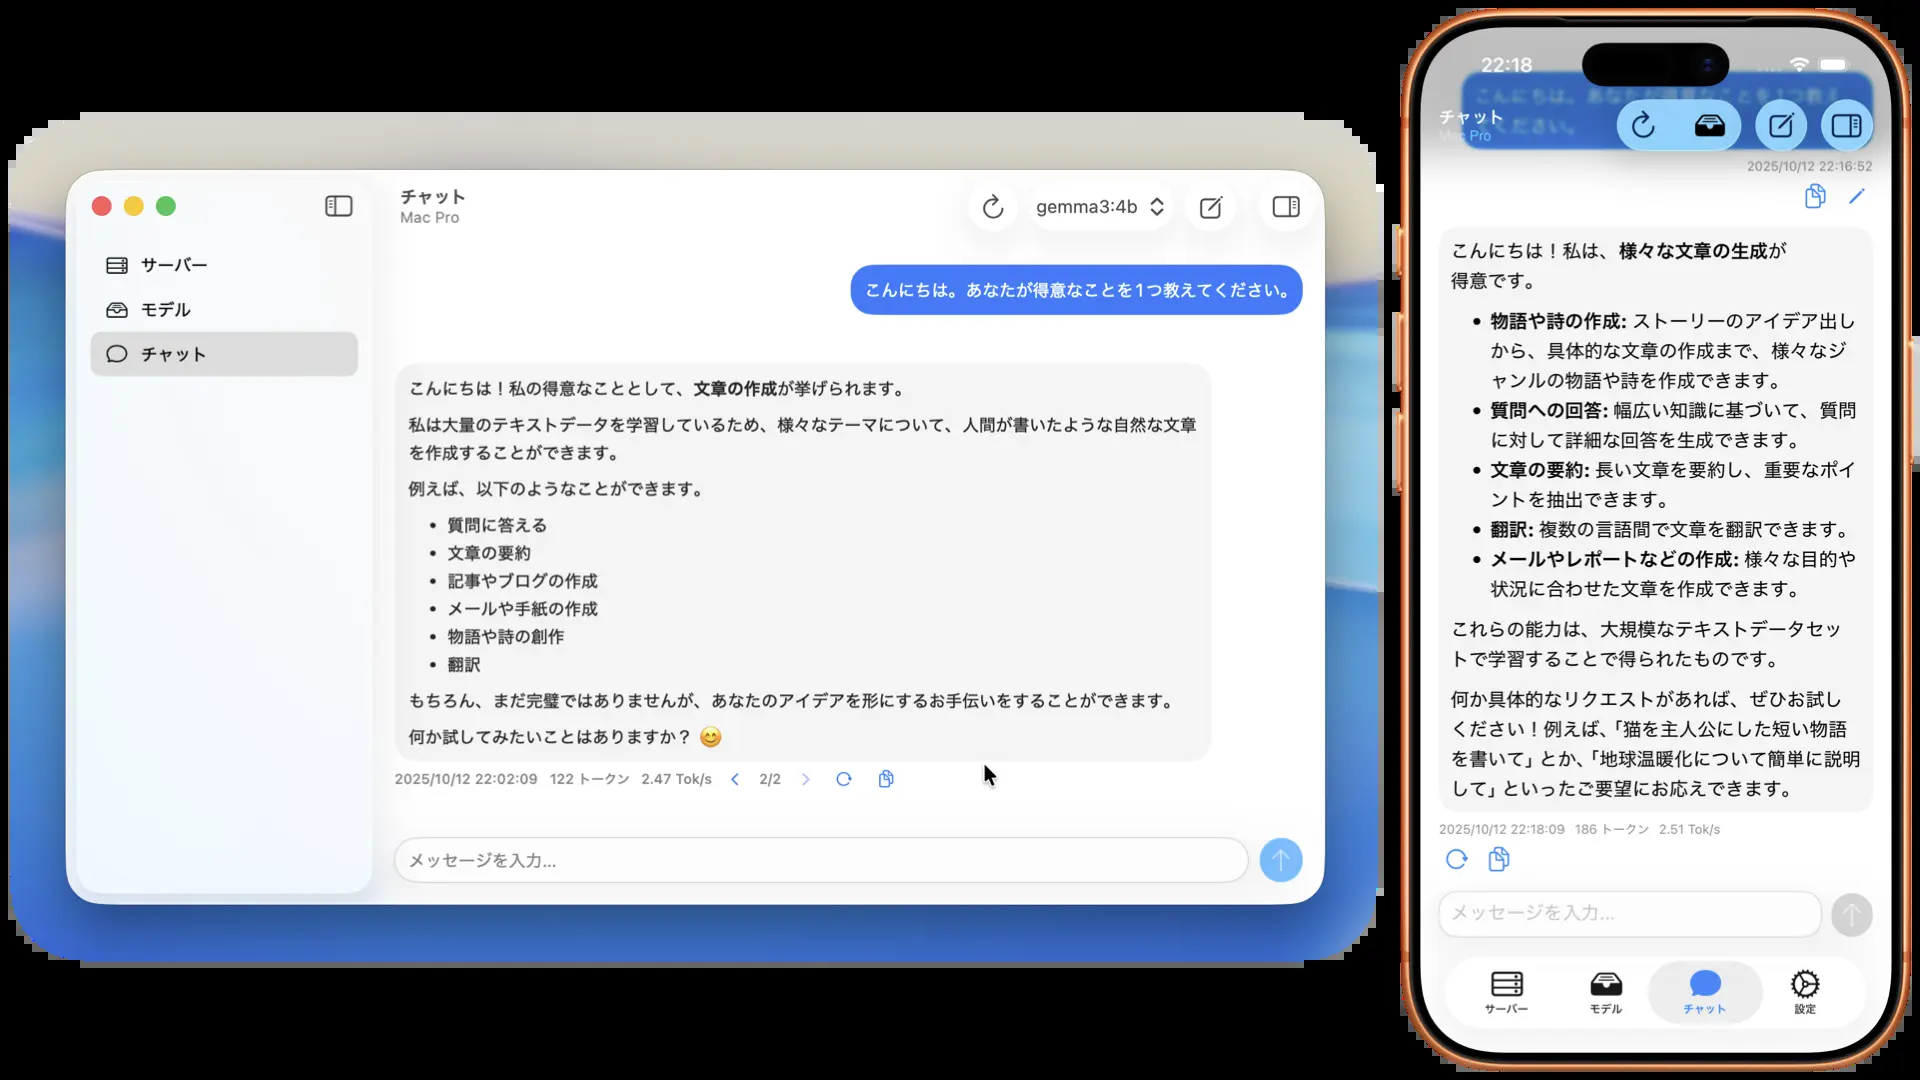 チャット
Mac Pro
gemma3:4b
サーバー
モデル
チャット
こんにちは。あなたが得意なことを1つ教えてください。
こんにちは！私の得意なこととして、文章の作成が挙げられます。
私は大量のテキストデータを学習しているため、様々なテーマについて、人間が書いたような自然な文章
を作成することができます。
例えば、以下のようなことができます。
• 質問に答える
• 文章の要約
• 記事やブログの作成
• メールや手紙の作成
• 物語や詩の創作
• 翻訳
もちろん、まだ完璧ではありませんが、あなたのアイデアを形にするお手伝いをすることができます。
何か試してみたいことはありますか？ 😊
2025/10/12 22:02:09 122 トークン 2.47 Tok/s 2/2
メッセージを入力...
22:18
こんにちは。あなたが得意なことを1つ教え
てください。
チャット
Mac Pro
2025/10/12 22:16:52
こんにちは！私は、様々な文章の生成が
得意です。
• 物語や詩の作成: ストーリーのアイデア出し
から、具体的な文章の作成まで、様々なジ
ャンルの物語や詩を作成できます。
• 質問への回答: 幅広い知識に基づいて、質問
に対して詳細な回答を生成できます。
• 文章の要約: 長い文章を要約し、重要なポイ
ントを抽出できます。
• 翻訳: 複数の言語間で文章を翻訳できます。
• メールやレポートなどの作成: 様々な目的や
状況に合わせた文章を作成できます。
これらの能力は、大規模なテキストデータセッ
トで学習することで得られたものです。
何か具体的なリクエストがあれば、ぜひお試し
ください！例えば、「猫を主人公にした短い物語
を書いて」とか、「地球温暖化について簡単に説明
して」といったご要望にお応えできます。
2025/10/12 22:18:09 186 トークン 2.51 Tok/s
メッセージを入力...
サーバー
モデル
チャット
設定